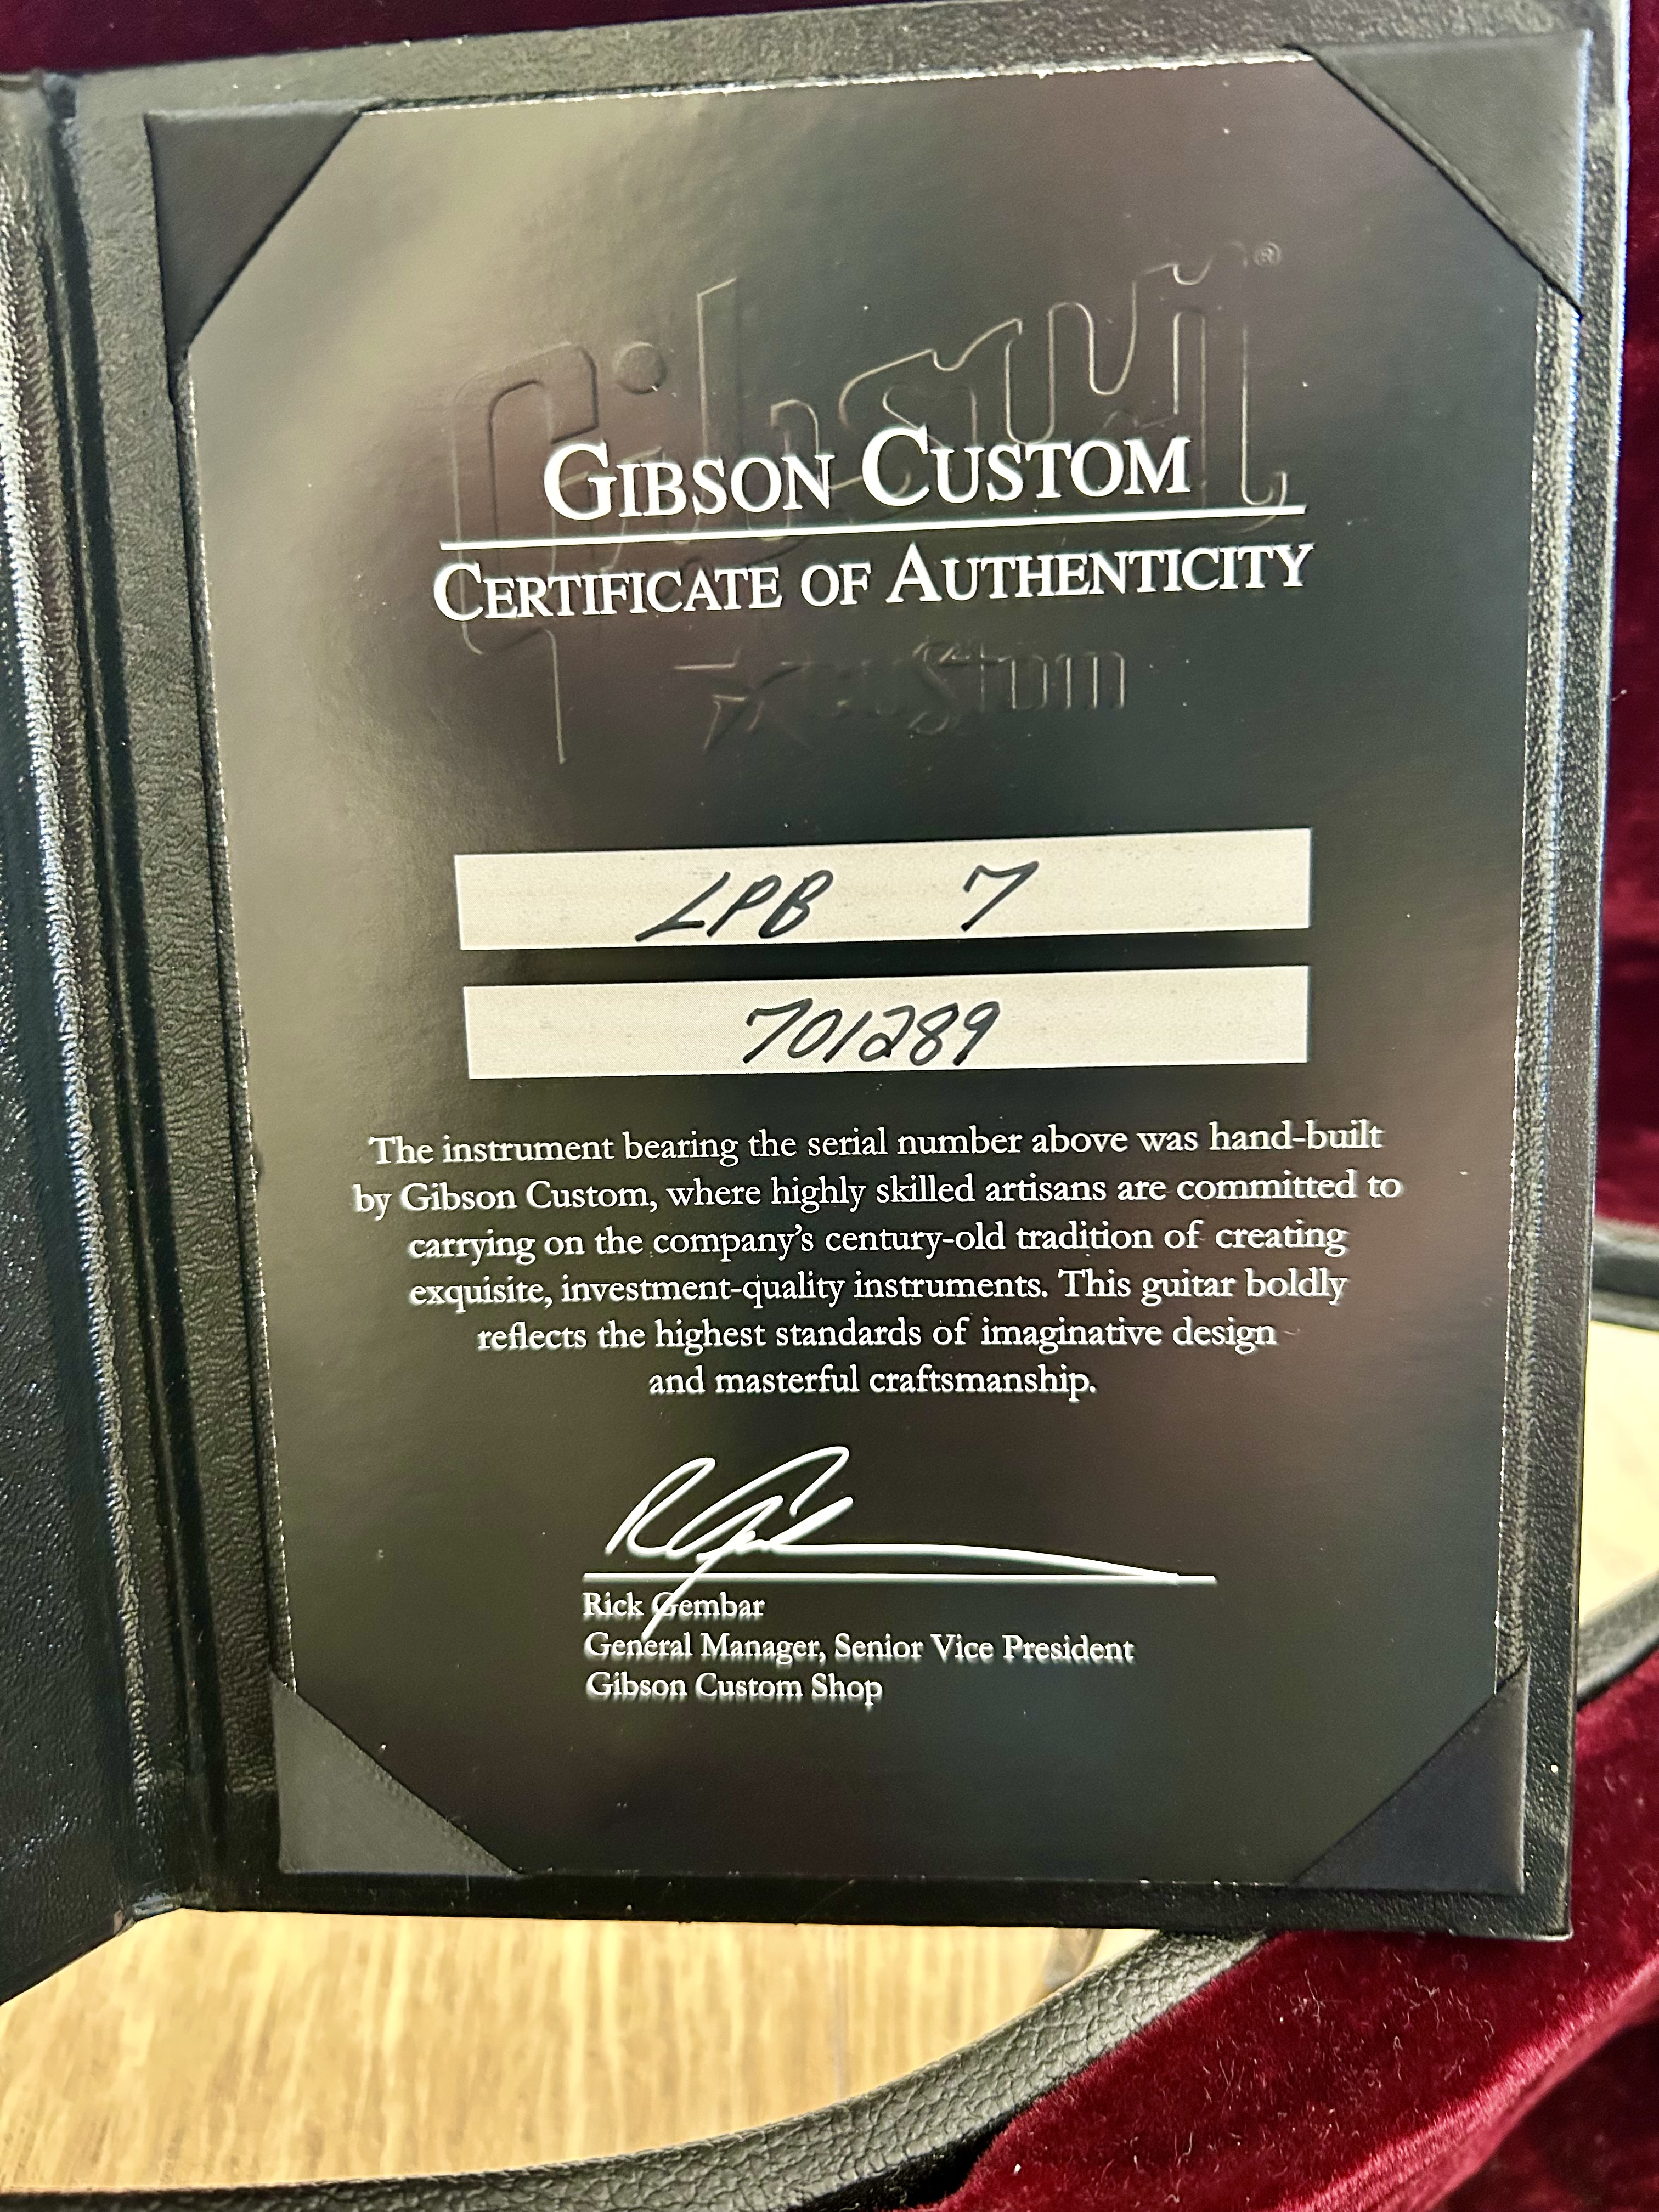 Gibson ®
GIBSON CUSTOM
CERTIFICATE OF AUTHENTICITY
Custom
LPB 7
701289
The instrument bearing the serial number above was hand-built
by Gibson Custom, where highly skilled artisans are committed to
carrying on the company's century-old tradition of creating
exquisite, investment-quality instruments. This guitar boldly
reflects the highest standards of imaginative design
and masterful craftsmanship.
Rick Gembar
General Manager, Senior Vice President
Gibson Custom Shop